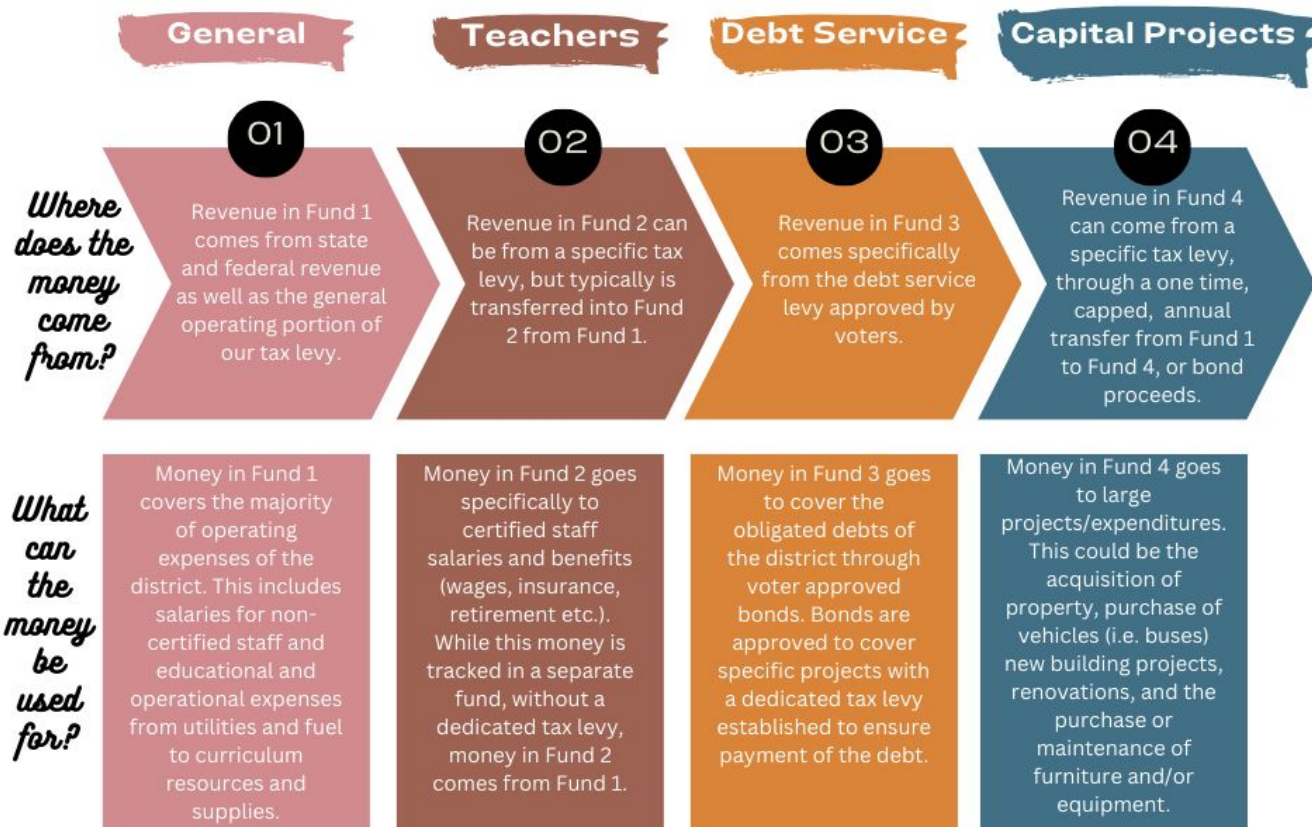 General
Teachers
Debt Service
Capital Projects
01
02
03
04
Where
does the
money
come
from?
Revenue in Fund 1
comes from state
and federal revenue
as well as the general
operating portion of
our tax levy.
Revenue in Fund 2 can
be from a specific tax
levy, but typically is
transferred into Fund
2 from Fund 1.
Revenue in Fund 3
comes specifically
from the debt service
levy approved by
voters.
Revenue in Fund 4
can come from a
specific tax levy,
through a one time,
capped, annual
transfer from Fund 1
to Fund 4, or bond
proceeds.
What
can
the
money
be
used
for?
Money in Fund 1
covers the majority
of operating
expenses of the
district. This includes
salaries for non-
certified staff and
educational and
operational expenses
from utilities and fuel
to curriculum
resources and
supplies.
Money in Fund 2 goes
specifically to
certified staff
salaries and benefits
(wages, insurance,
retirement etc.).
While this money is
tracked in a separate
fund, without a
dedicated tax levy,
money in Fund 2
comes from Fund 1.
Money in Fund 3 goes
to cover the
obligated debts of
the district through
voter approved
bonds. Bonds are
approved to cover
specific projects with
a dedicated tax levy
established to ensure
payment of the debt.
Money in Fund 4 goes
to large
projects/expenditures.
This could be the
acquisition of
property, purchase of
vehicles (i.e. buses)
new building projects,
renovations, and the
purchase or
maintenance of
furniture and/or
equipment.